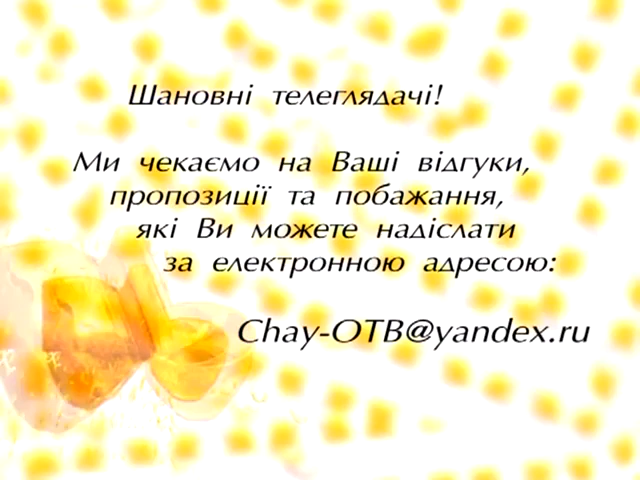 Шановні телеглядачі!
Ми чекаємо на Ваші відгуки,
пропозиції та побажання,
які Ви можете надіслати
за електронною адресою:
Chay-OTB@yandex.ru